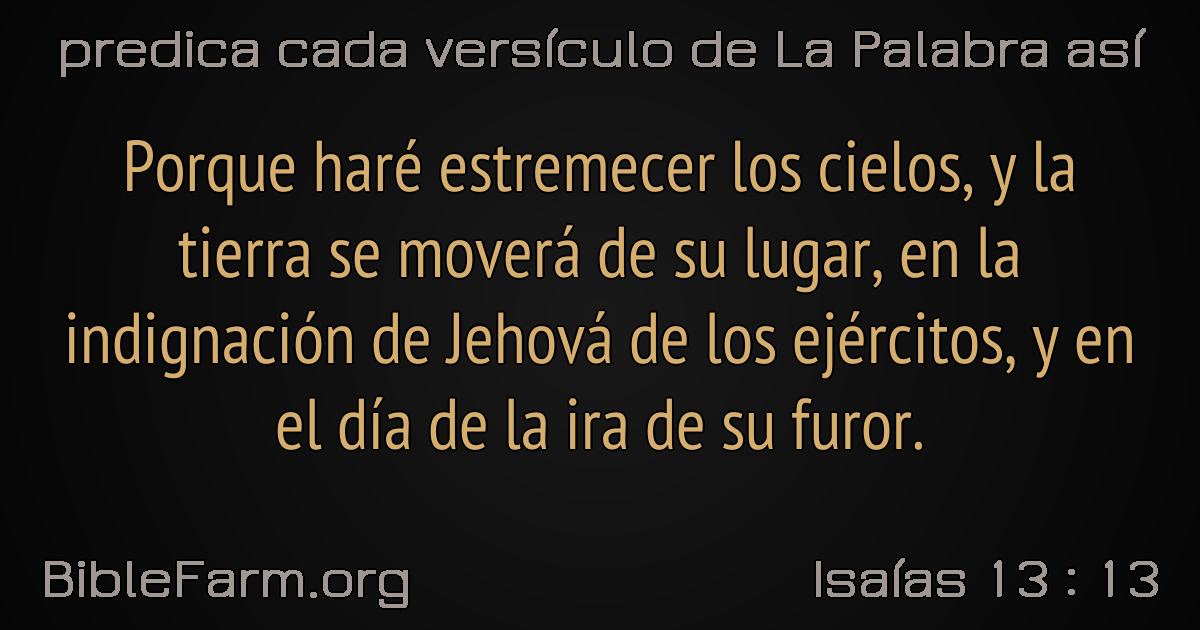 predica cada versículo de La Palabra así
Porque haré estremecer los cielos, y la
tierra se moverá de su lugar, en la
indignación de Jehová de los ejércitos, y en
el día de la ira de su furor.
BibleFarm.org
Isaías 13 : 13